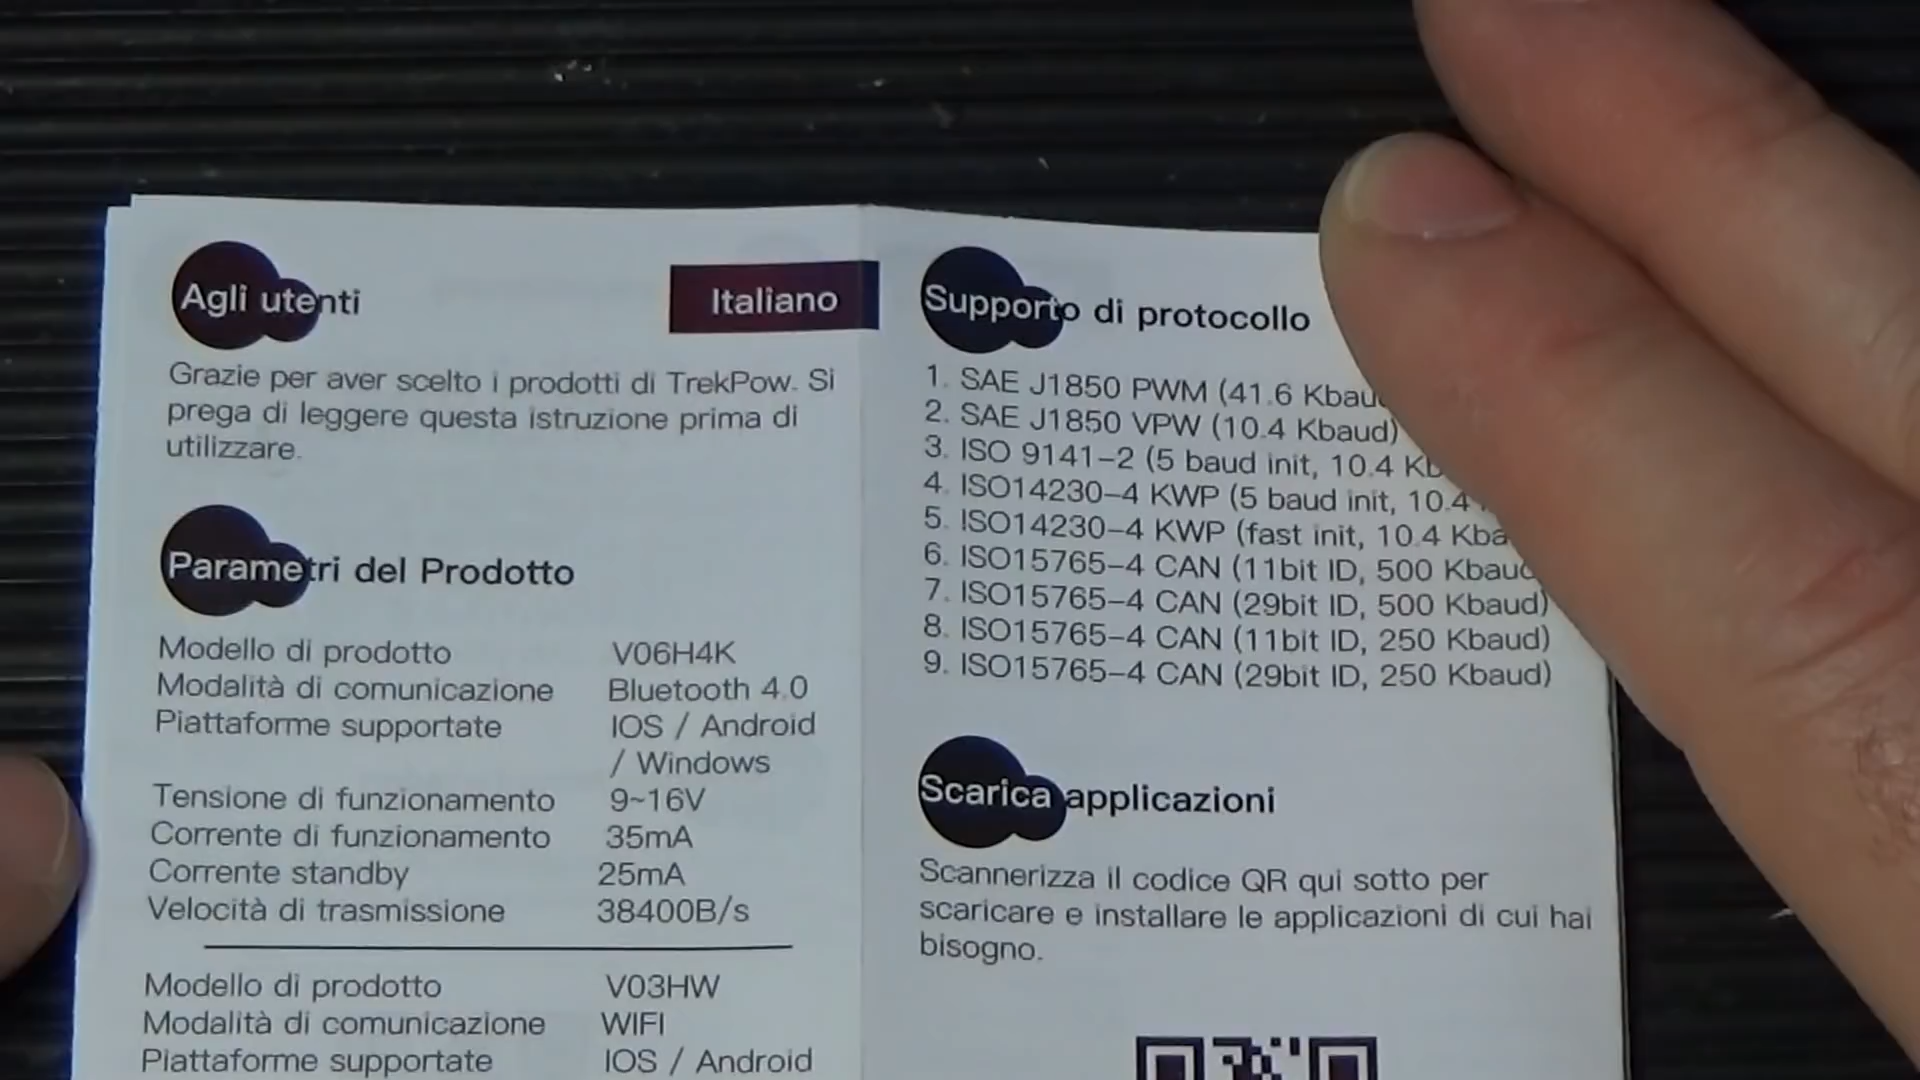 Agli utenti
Italiano
Grazie per aver scelto i prodotti di TrekPow. Si
prega di leggere questa istruzione prima di
utilizzare.
Parametri del Prodotto
Modello di prodotto V06H4K
Modalità di comunicazione Bluetooth 4.0
Piattaforme supportate IOS / Android
/ Windows
Tensione di funzionamento 9~16V
Corrente di funzionamento 35mA
Corrente standby 25mA
Velocità di trasmissione 38400B/s
Modello di prodotto V03HW
Modalità di comunicazione WIFI
Piattaforme supportate IOS / Android
Supporto di protocollo
1. SAE J1850 PWM (41.6
2. SAE J1850 VPW (10.4 Kbaud)
3. ISO 9141-2 (5 baud init, 10.4
4. ISO14230-4 KWP (5 baud init, 10.4
5. ISO14230-4 KWP (fast init, 10.4
6. ISO15765-4 CAN (11bit ID, 500
7. ISO15765-4 CAN (29bit ID, 500 Kbaud)
8. ISO15765-4 CAN (11bit ID, 250 Kbaud)
9. ISO15765-4 CAN (29bit ID, 250 Kbaud)
Scarica applicazioni
Scannerizza il codice QR qui sotto per
scaricare e installare le applicazioni di cui hai
bisogno.